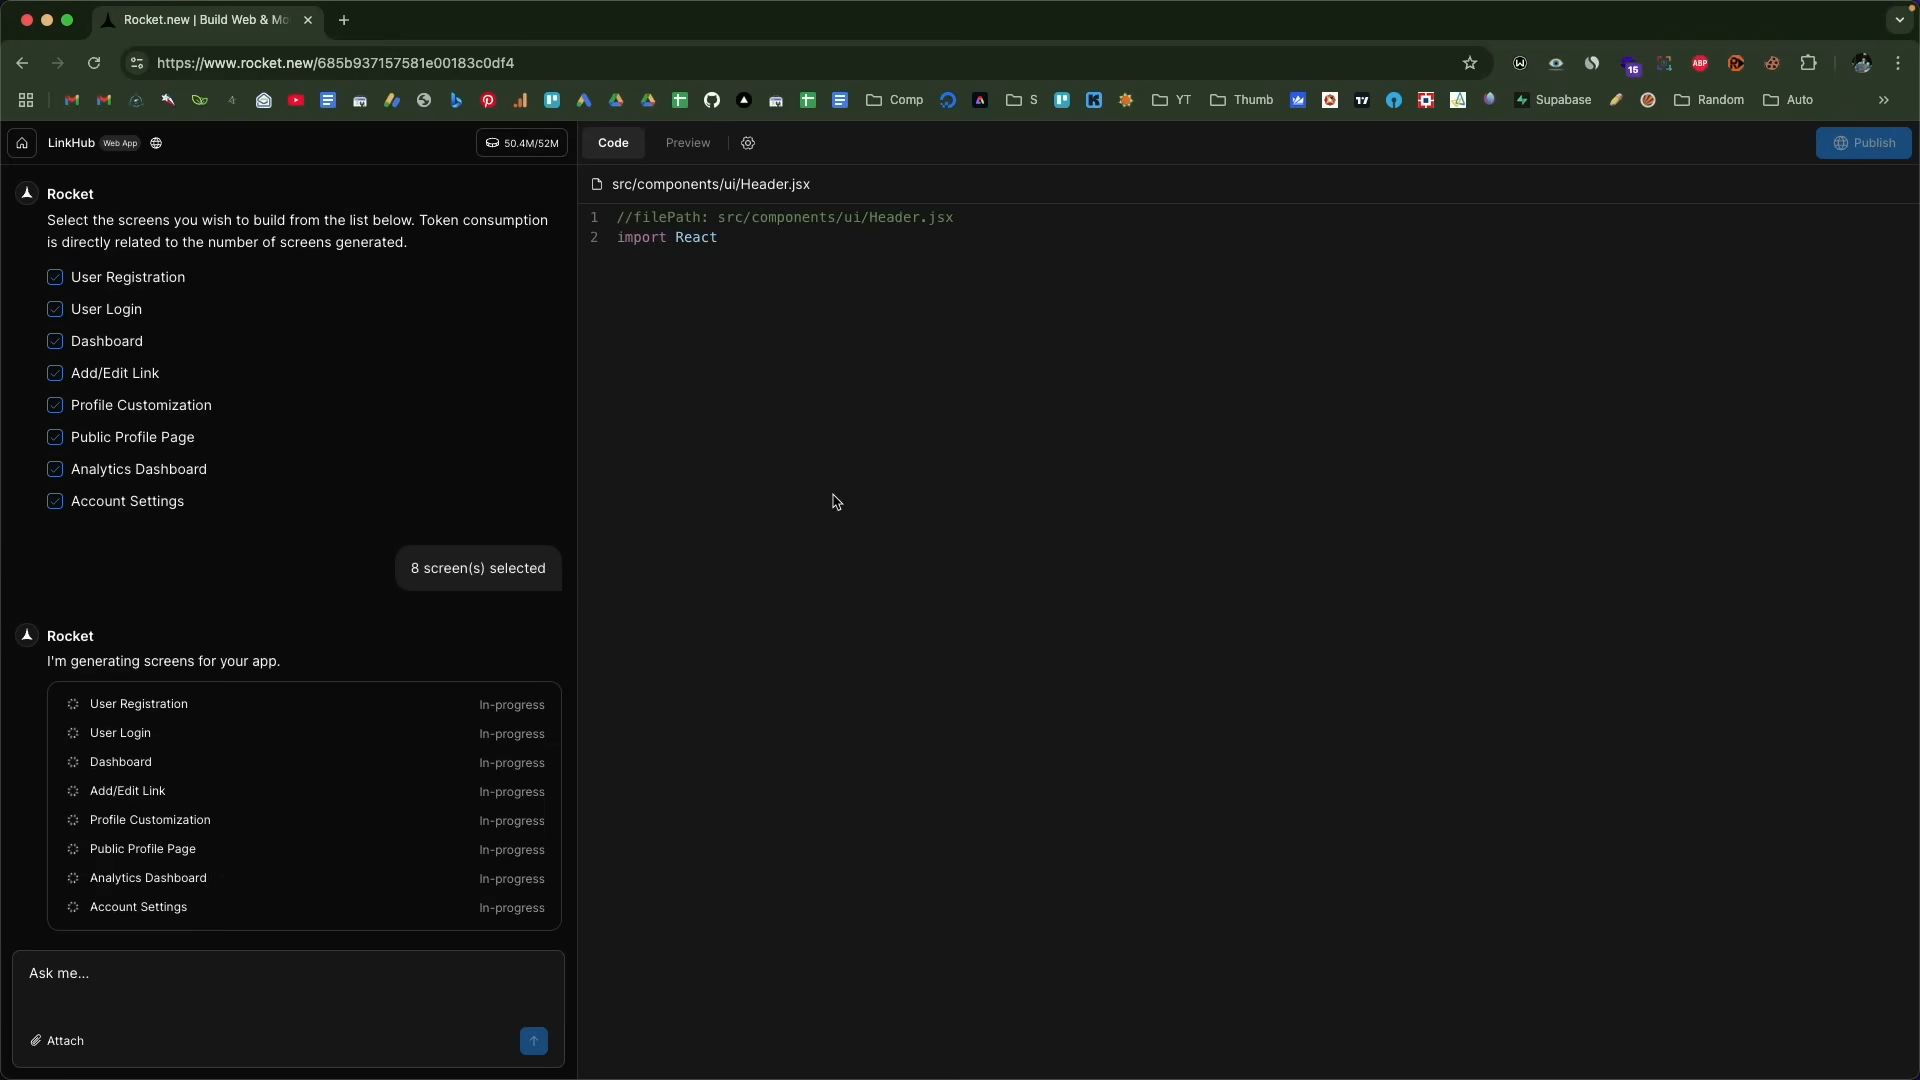 Rocket.new | Build Web & Mo
https://www.rocket.new/685b937157581e00183c0df4
15
ABP
Comp
S
YT
Thumb
Supabase
Random
Auto
LinkHub
Web App
50.4M/52M
Code
Preview
Publish
Rocket
Select the screens you wish to build from the list below. Token consumption
is directly related to the number of screens generated.
User Registration
User Login
Dashboard
Add/Edit Link
Profile Customization
Public Profile Page
Analytics Dashboard
Account Settings
8 screen(s) selected
Rocket
I'm generating screens for your app.
User Registration In-progress
User Login In-progress
Dashboard In-progress
Add/Edit Link In-progress
Profile Customization In-progress
Public Profile Page In-progress
Analytics Dashboard In-progress
Account Settings In-progress
Ask me...
Attach
src/components/ui/Header.jsx
1 //filePath: src/components/ui/Header.jsx
2 import React